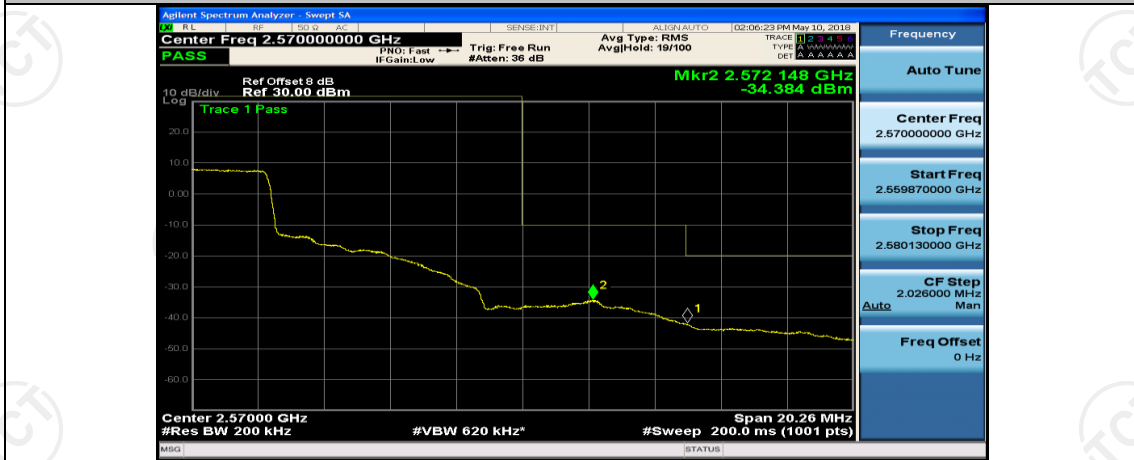 Agilent Spectrum Analyzer - Swept SA
LXI RL RF 50 Ω AC SENSE:INT ALIGN AUTO 02:06:23 PM May 10, 2018
Center Freq 2.570000000 GHz
PASS
PNO: Fast
IFGain:Low
Trig: Free Run
#Atten: 36 dB
Avg Type: RMS
Avg|Hold: 19/100
TRACE 1 2 3 4 5 6
TYPE A WWWWW
DET A A A A A A
Mkr2 2.572 148 GHz
-34.384 dBm
Ref Offset 8 dB
10 dB/div Ref 30.00 dBm
Log
Trace 1 Pass
20.0
10.0
0.00
-10.0
-20.0
-30.0
-40.0
-50.0
-60.0
2
1
Center 2.57000 GHz
Span 20.26 MHz
#Res BW 200 kHz
#VBW 620 kHz*
#Sweep 200.0 ms (1001 pts)
MSG
STATUS
Frequency
Auto Tune
Center Freq
2.570000000 GHz
Start Freq
2.559870000 GHz
Stop Freq
2.580130000 GHz
CF Step
2.026000 MHz
Auto Man
Freq Offset
0 Hz
TCT
TCT
TCT